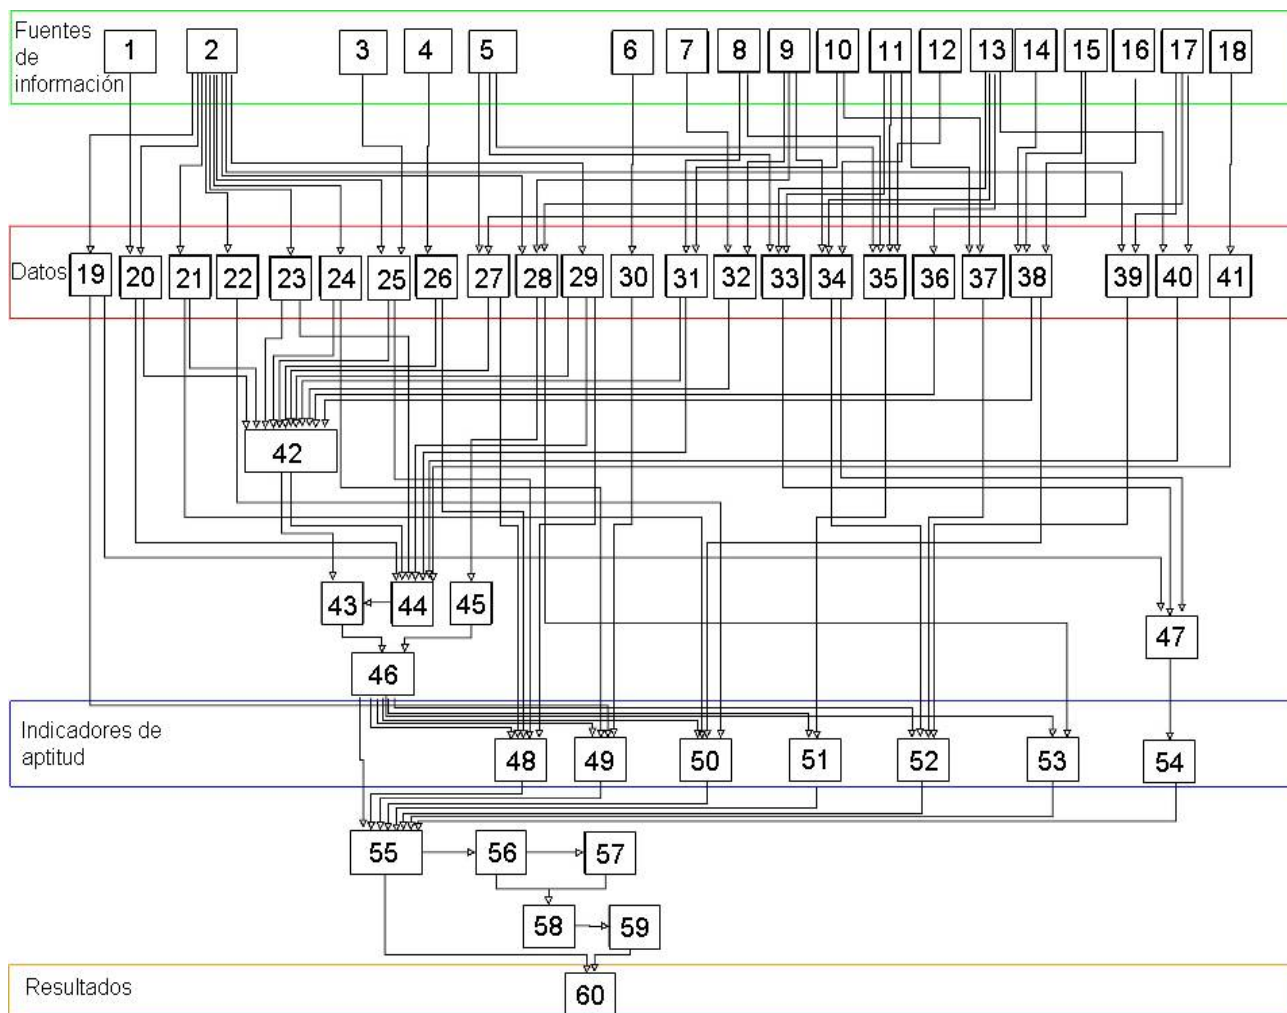 Fuentes
de
información
1 2 3 4 5 6 7 8 9 10 11 12 13 14 15 16 17 18
Datos
19 20 21 22 23 24 25 26 27 28 29 30 31 32 33 34 35 36 37 38 39 40 41
42
43 44 45
47
46
Indicadores de
aptitud
48 49 50 51 52 53 54
55 56 57
58 59
Resultados
60